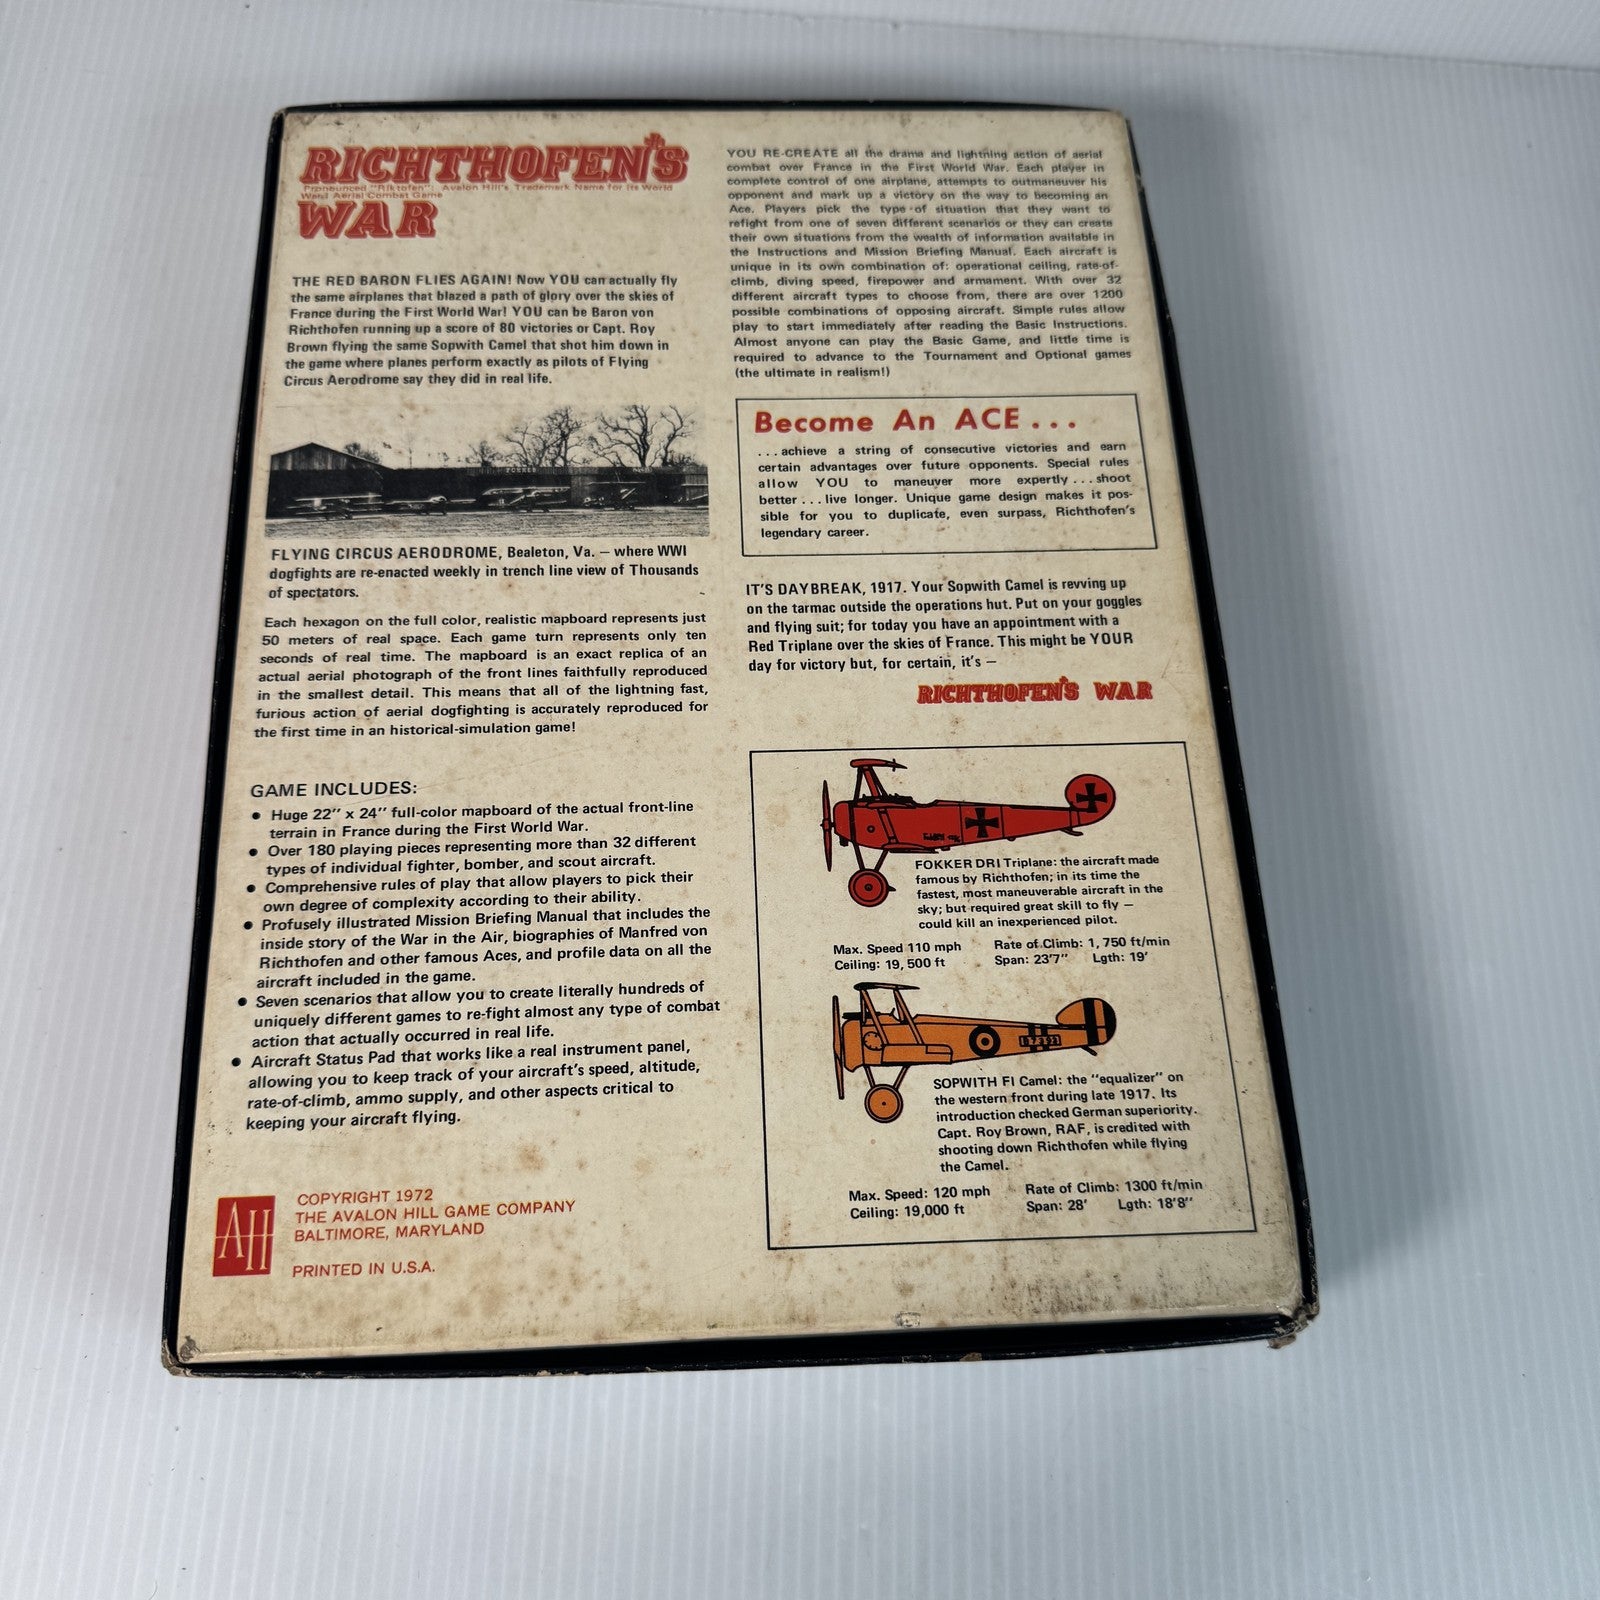 RICHTHOFEN'S
Pronounced "Riktofen": Avalon Hill's Trademark Name for its World
War I Aerial Combat Game
WAR
THE RED BARON FLIES AGAIN! Now YOU can actually fly
the same airplanes that blazed a path of glory over the skies of
France during the First World War! YOU can be Baron von
Richthofen running up a score of 80 victories or Capt. Roy
Brown flying the same Sopwith Camel that shot him down in
the game where planes perform exactly as pilots of Flying
Circus Aerodrome say they did in real life.
FOKKER
FLYING CIRCUS AERODROME, Bealeton, Va. — where WWI
dogfights are re-enacted weekly in trench line view of Thousands
of spectators.
Each hexagon on the full color, realistic mapboard represents just
50 meters of real space. Each game turn represents only ten
seconds of real time. The mapboard is an exact replica of an
actual aerial photograph of the front lines faithfully reproduced
in the smallest detail. This means that all of the lightning fast,
furious action of aerial dogfighting is accurately reproduced for
the first time in an historical-simulation game!
GAME INCLUDES:
● Huge 22" x 24" full-color mapboard of the actual front-line
terrain in France during the First World War.
● Over 180 playing pieces representing more than 32 different
types of individual fighter, bomber, and scout aircraft.
● Comprehensive rules of play that allow players to pick their
own degree of complexity according to their ability.
● Profusely illustrated Mission Briefing Manual that includes the
inside story of the War in the Air, biographies of Manfred von
Richthofen and other famous Aces, and profile data on all the
aircraft included in the game.
● Seven scenarios that allow you to create literally hundreds of
uniquely different games to re-fight almost any type of combat
action that actually occurred in real life.
● Aircraft Status Pad that works like a real instrument panel,
allowing you to keep track of your aircraft's speed, altitude,
rate-of-climb, ammo supply, and other aspects critical to
keeping your aircraft flying.
AH
COPYRIGHT 1972
THE AVALON HILL GAME COMPANY
BALTIMORE, MARYLAND
PRINTED IN U.S.A.
YOU RE-CREATE all the drama and lightning action of aerial
combat over France in the First World War. Each player in
complete control of one airplane, attempts to outmaneuver his
opponent and mark up a victory on the way to becoming an
Ace. Players pick the type of situation that they want to
refight from one of seven different scenarios or they can create
their own situations from the wealth of information available in
the Instructions and Mission Briefing Manual. Each aircraft is
unique in its own combination of: operational ceiling, rate-of-
climb, diving speed, firepower and armament. With over 32
different aircraft types to choose from, there are over 1200
possible combinations of opposing aircraft. Simple rules allow
play to start immediately after reading the Basic Instructions.
Almost anyone can play the Basic Game, and little time is
required to advance to the Tournament and Optional games
(the ultimate in realism!)
Become An ACE . . .
. . . achieve a string of consecutive victories and earn
certain advantages over future opponents. Special rules
allow YOU to maneuver more expertly . . . shoot
better . . . live longer. Unique game design makes it pos-
sible for you to duplicate, even surpass, Richthofen's
legendary career.
IT'S DAYBREAK, 1917. Your Sopwith Camel is revving up
on the tarmac outside the operations hut. Put on your goggles
and flying suit; for today you have an appointment with a
Red Triplane over the skies of France. This might be YOUR
day for victory but, for certain, it's —
RICHTHOFEN'S WAR
FOKKER DRI Triplane: the aircraft made
famous by Richthofen; in its time the
fastest, most maneuverable aircraft in the
sky; but required great skill to fly —
could kill an inexperienced pilot.
Max. Speed 110 mph Rate of Climb: 1, 750 ft/min
Ceiling: 19, 500 ft Span: 23'7" Lgth: 19'
SOPWITH FI Camel: the "equalizer" on
the western front during late 1917. Its
introduction checked German superiority.
Capt. Roy Brown, RAF, is credited with
shooting down Richthofen while flying
the Camel.
Max. Speed: 120 mph Rate of Climb: 1300 ft/min
Ceiling: 19,000 ft Span: 28' Lgth: 18'8"